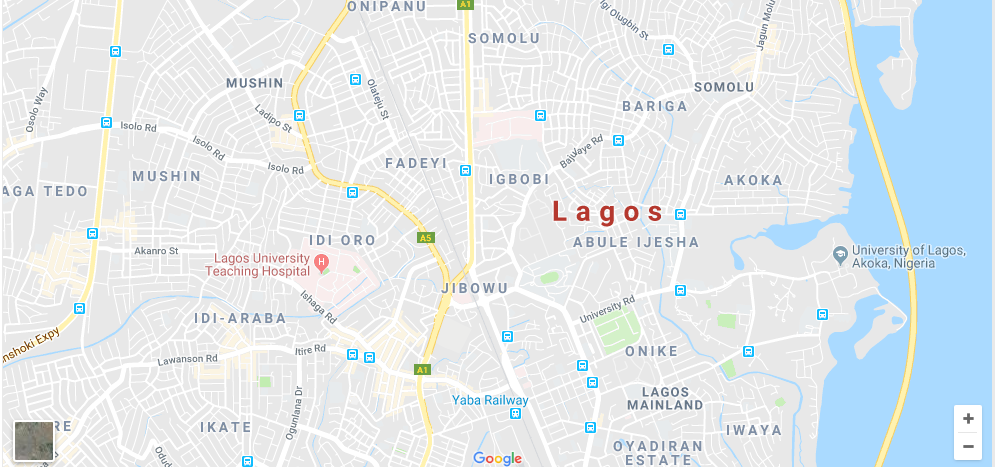 ONIPANU
A1
SOMOLU
gi Olugbin St
Jagun Molu
MUSHIN
Olateju St
SOMOLU
Osolo Way
Ladipo St
BARIGA
Isolo Rd
Isolo Rd
Isolo Rd
Bajulaye Rd
FADEYI
MUSHIN
IGBOBI
AKOKA
AGA TEDO
Lagos
A5
IDI ORO
ABULE IJESHA
Akanro St
Lagos University
Teaching Hospital
H
University of Lagos,
Akoka, Nigeria
JIBOWU
Ishaga Rd
University Rd
IDI-ARABA
nshoki Expy
Itire Rd
Lawanson Rd
ONIKE
A1
Yaba Railway
LAGOS
MAINLAND
Ogunlana Dr
RE
IKATE
IWAYA
OYADIRAN
ESTATE
Odud
Google
+
−